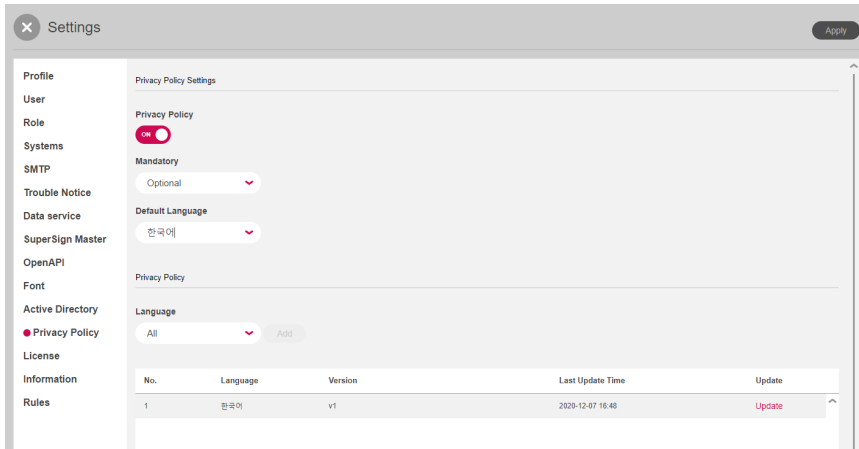 Settings
Apply
Profile
User
Role
Systems
SMTP
Trouble Notice
Data service
SuperSign Master
OpenAPI
Font
Active Directory
Privacy Policy
License
Information
Rules
Privacy Policy Settings
Privacy Policy
ON
Mandatory
Optional
Default Language
한국어
Privacy Policy
Language
All
Add
No. Language Version Last Update Time Update
1 한국어 v1 2020-12-07 16:48 Update